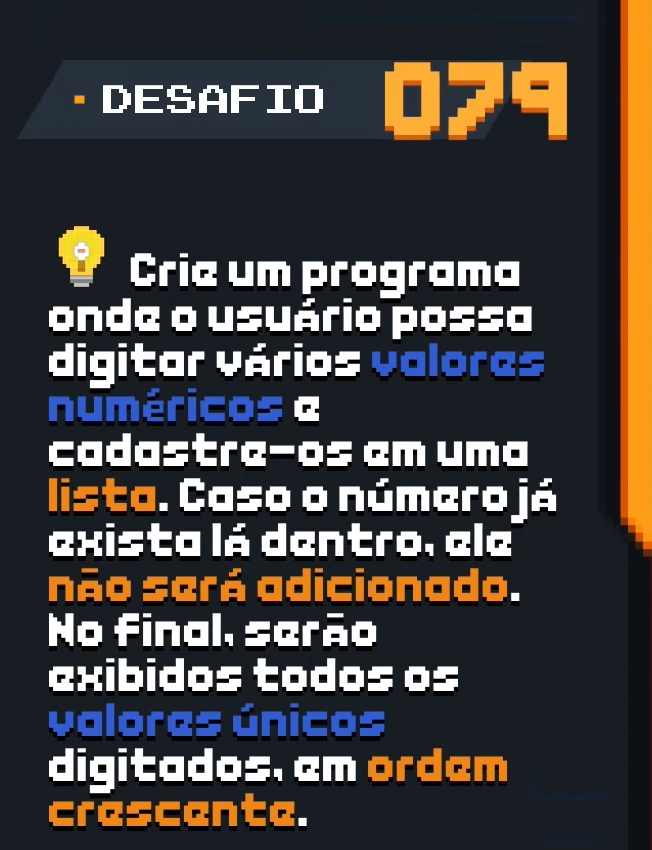 DESAFIO 079
Crie um programa
onde o usuário possa
digitar vários valores
numéricos e
cadastre-os em uma
lista. Caso o número já
exista lá dentro, ele
não será adicionado.
No final, serão
exibidos todos os
valores únicos
digitados, em ordem
crescente.